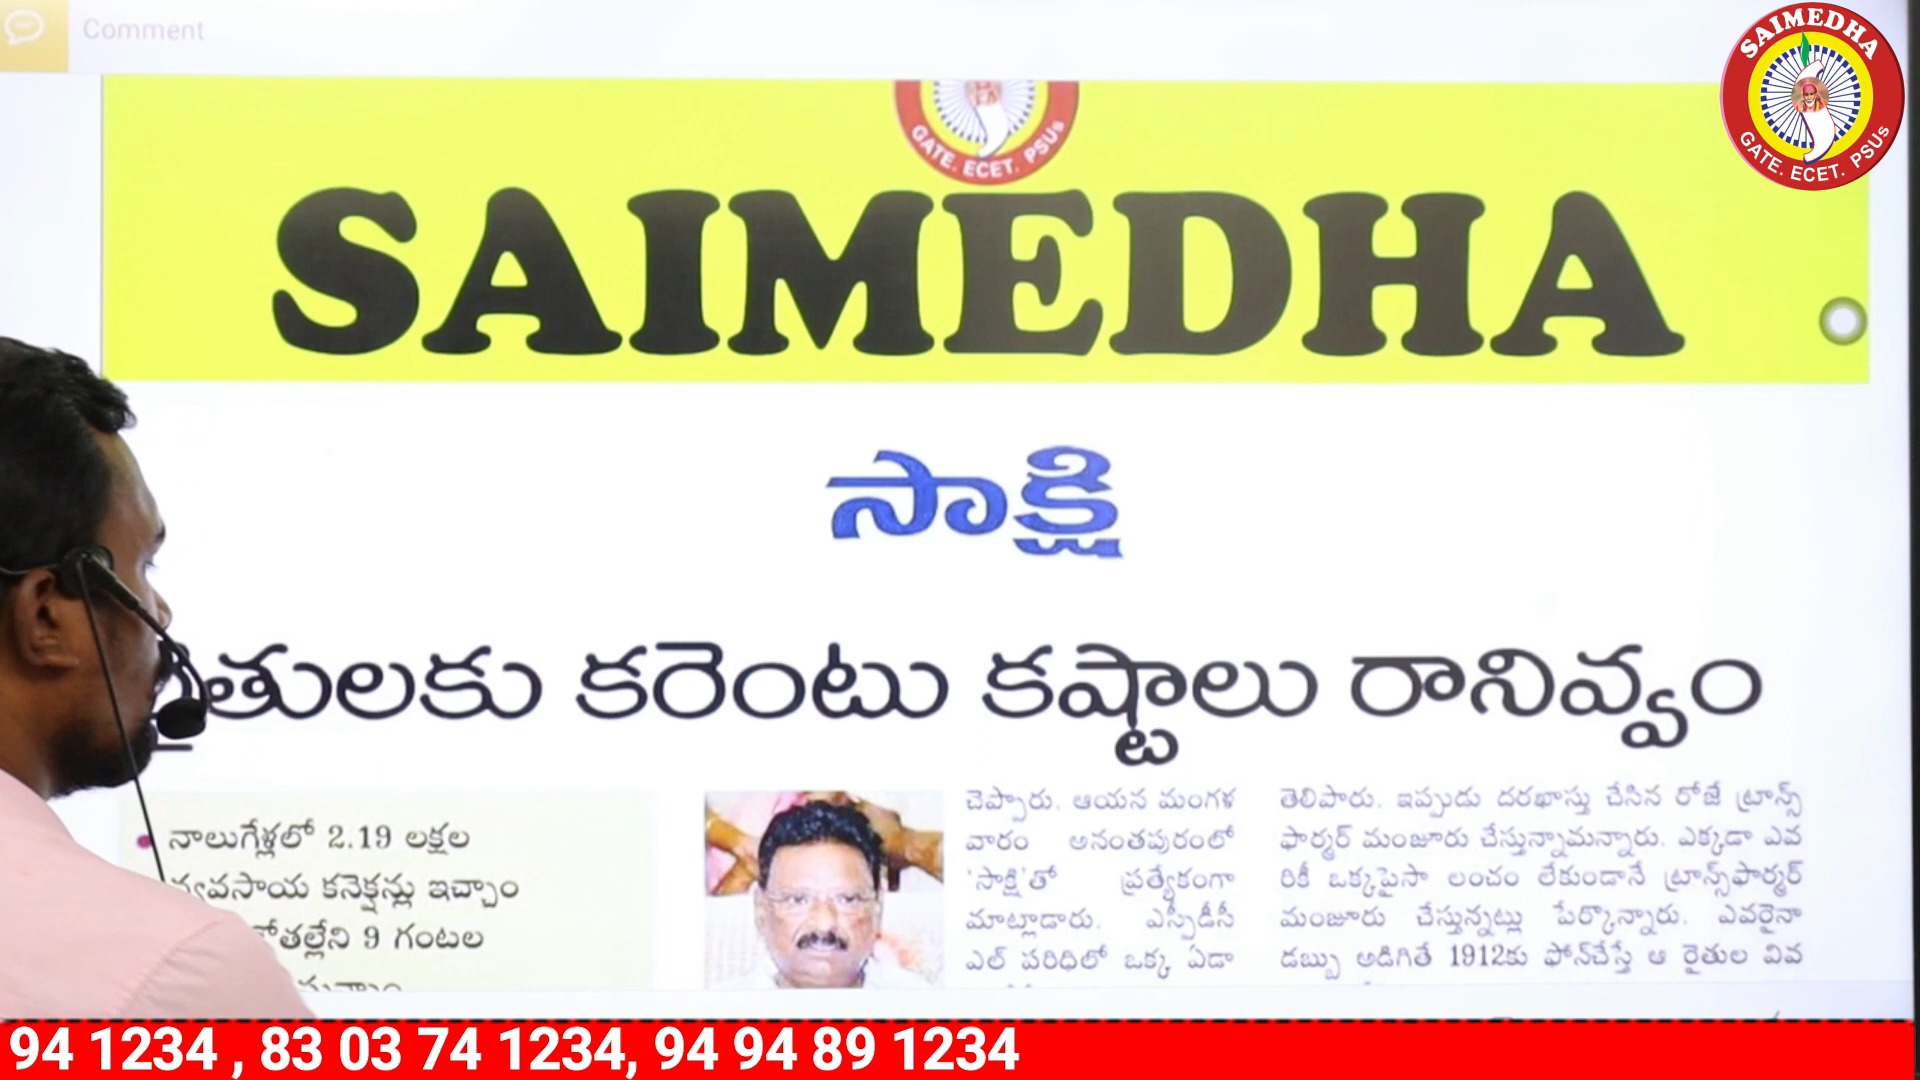 Comment
SAIMEDHA
GATE. ECET. PSUs
GATE. ECET. PSUs
SAIMEDHA
సాక్షి
రైతులకు కరెంటు కష్టాలు రానివ్వం
నాలుగేళ్లలో 2.19 లక్షల
వ్యవసాయ కనెక్షన్లు ఇచ్చాం
9 గంటల
చెప్పారు. ఆయన మంగళ
వారం అనంతపురంలో
'సాక్షి'తో ప్రత్యేకంగా
మాట్లాడారు. ఎస్పీడీసీ
ఎల్ పరిధిలో ఒక్క ఏడా
తెలిపారు. ఇప్పుడు దరఖాస్తు చేసిన రోజే ట్రాన్స్
ఫార్మర్ మంజూరు చేస్తున్నామన్నారు. ఎక్కడా ఎవ
రికీ ఒక్కపైసా లంచం లేకుండానే ట్రాన్స్‌ఫార్మర్
మంజూరు చేస్తున్నట్లు పేర్కొన్నారు. ఎవరైనా
డబ్బు అడిగితే 1912కు ఫోన్‌చేస్తే ఆ రైతుల వివ
94 1234 , 83 03 74 1234, 94 94 89 1234